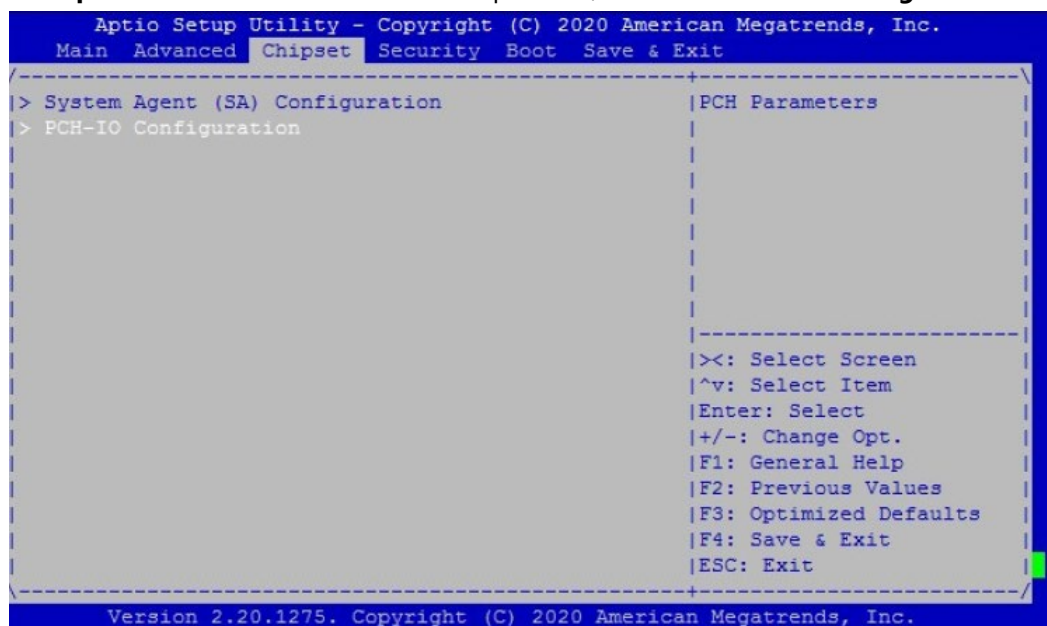 Aptio Setup Utility - Copyright (C) 2020 American Megatrends, Inc.
Main Advanced Chipset Security Boot Save & Exit
/----------------------------------------------------+-------------------------\
|> System Agent (SA) Configuration |PCH Parameters |
|> PCH-IO Configuration | |
|-------------------------|
|><: Select Screen |
|^v: Select Item |
|Enter: Select |
|+/-: Change Opt. |
|F1: General Help |
|F2: Previous Values |
|F3: Optimized Defaults |
|F4: Save & Exit |
|ESC: Exit |
\----------------------------------------------------+-------------------------/
Version 2.20.1275. Copyright (C) 2020 American Megatrends, Inc.